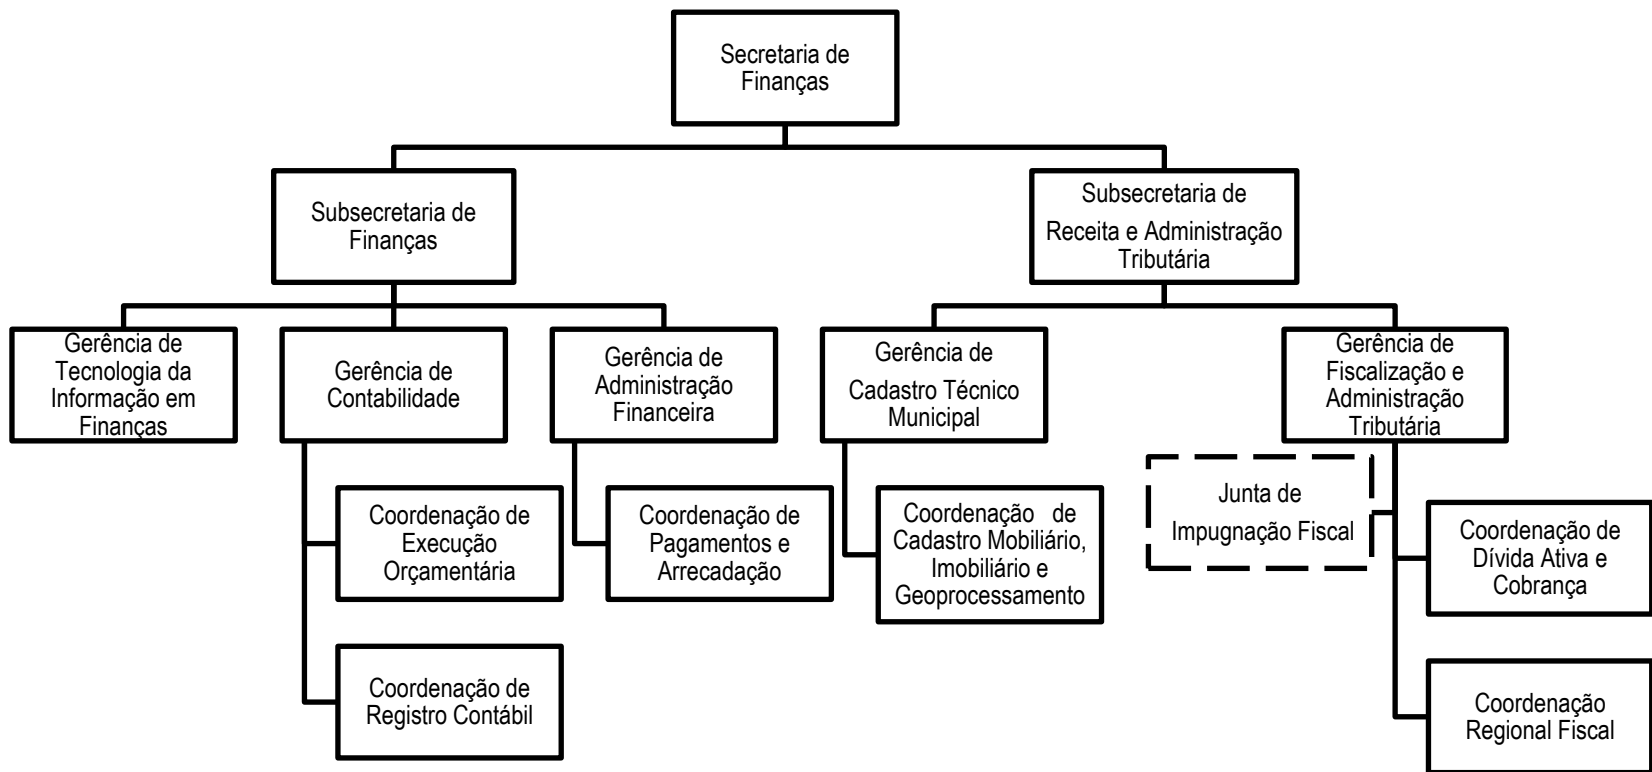 Secretaria de
Finanças
Subsecretaria de
Finanças
Subsecretaria de
Receita e Administração
Tributária
Gerência de
Tecnologia da
Informação em
Finanças
Gerência de
Contabilidade
Gerência de
Administração
Financeira
Gerência de
Cadastro Técnico
Municipal
Gerência de
Fiscalização e
Administração
Tributária
Coordenação de
Execução
Orçamentária
Coordenação de
Pagamentos e
Arrecadação
Coordenação de
Cadastro Mobiliário,
Imobiliário e
Geoprocessamento
Junta de
Impugnação Fiscal
Coordenação de
Dívida Ativa e
Cobrança
Coordenação de
Registro Contábil
Coordenação
Regional Fiscal